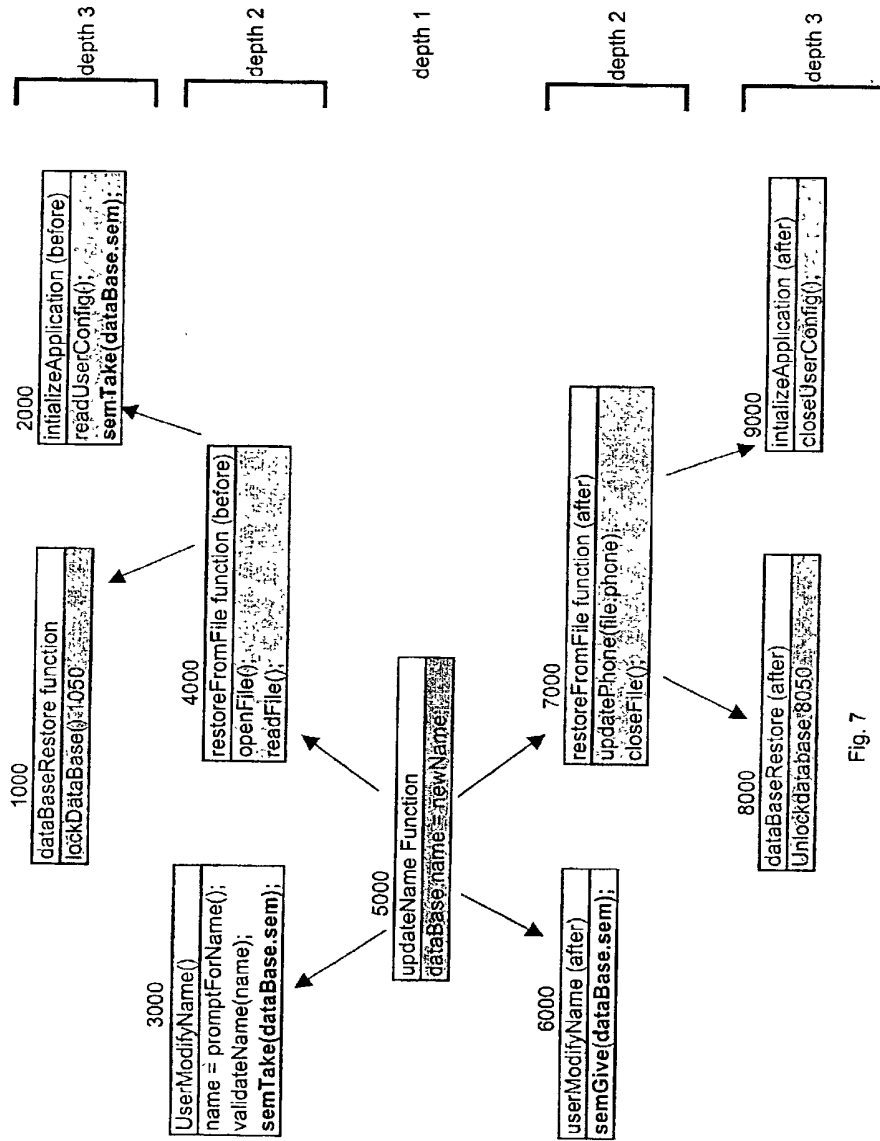 depth 3
1000
dataBaseRestore function
lockDataBase() 1050
2000
intializeApplication (before)
readUserConfig();
semTake(dataBase.sem);
depth 2
3000
UserModifyName()
name = promptForName();
validateName(name);
semTake(dataBase.sem);
4000
restoreFromFile function (before)
openFile();
readFile();
depth 1
5000
updateName Function
dataBase.name = newName;
depth 2
6000
userModifyName (after)
semGive(dataBase.sem);
7000
restoreFromFile function (after)
updatePhone(file,phone);
closeFile();
depth 3
8000
dataBaseRestore (after)
Unlockdatabase 8050
9000
intializeApplication (after)
closeUserConfig();
Fig. 7